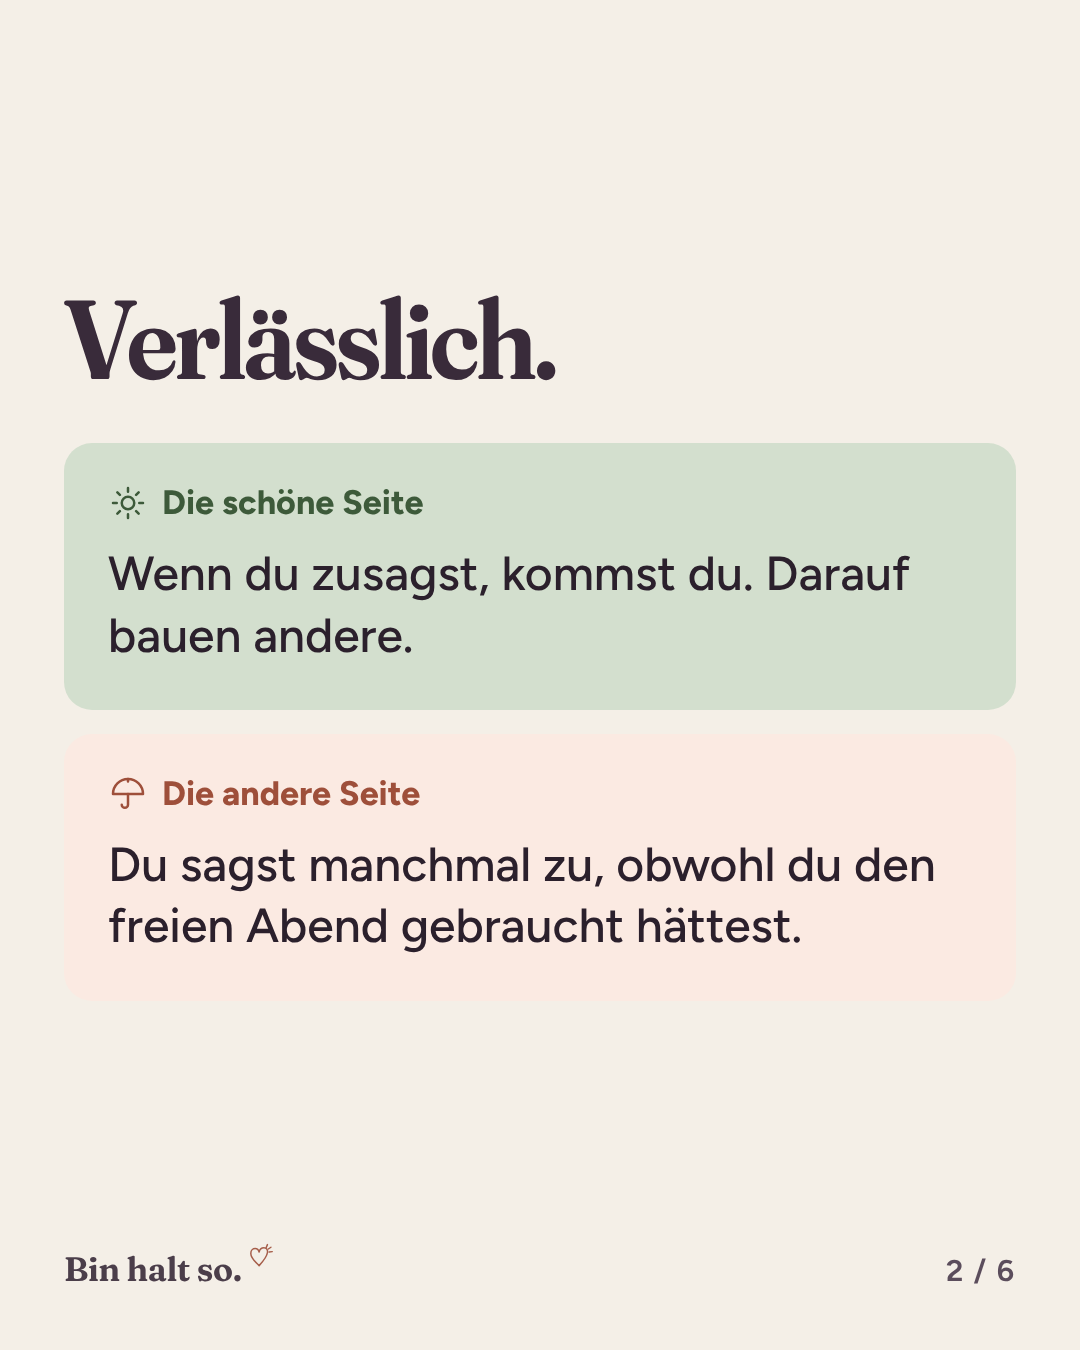 Verlässlich.
Die schöne Seite
Wenn du zusagst, kommst du. Darauf
bauen andere.
Die andere Seite
Du sagst manchmal zu, obwohl du den
freien Abend gebraucht hättest.
Bin halt so.
2 / 6